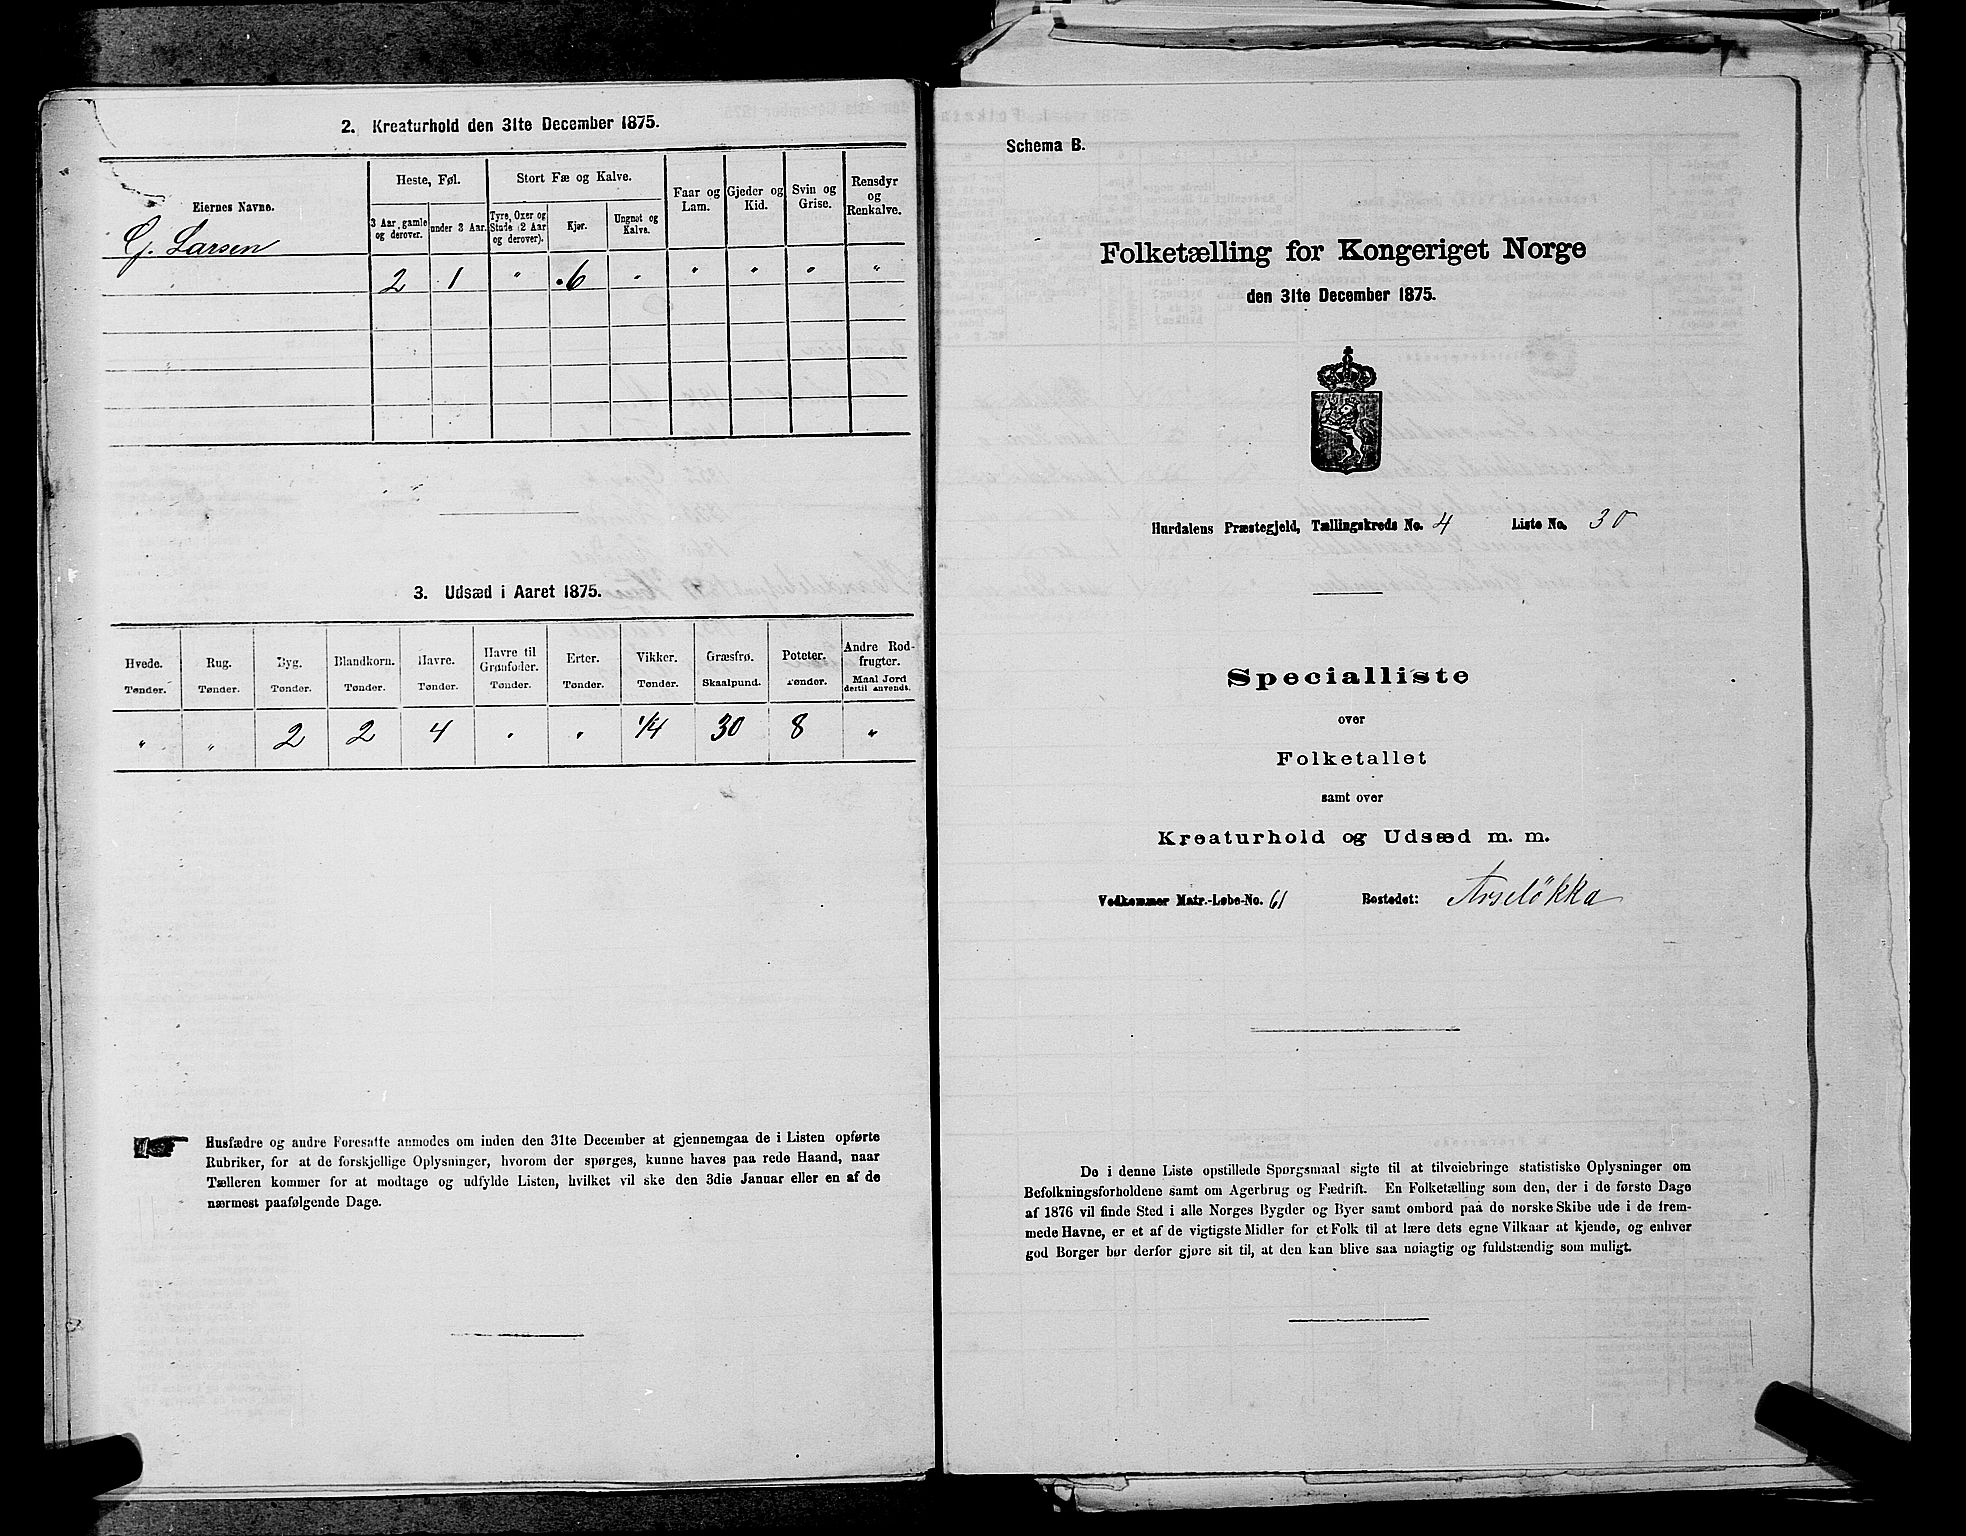 2. Kreaturhold den 31te December 1875.
Eiernes Navne.
Heste, Føl.
Stort Fæ og Kalve.
Faar og Lam.
Gjeder og Kid.
Svin og Grise.
Rensdyr og Renkalve.
3 Aar gamle og derover.
under 3 Aar.
Tyre, Oxer og Stude (2 Aar og derover).
Kjør.
Ungnøt og Kalve.
G. Larsen
2 1 " 6 " " " " "
3. Udsæd i Aaret 1875.
Hvede. Rug. Byg. Blandkorn. Havre. Havre til Grønfoder. Erter. Vikker. Græsfrø. Poteter. Andre Rodfrugter.
Tønder. Tønder. Tønder. Tønder. Tønder. Tønder. Tønder. Tønder. Skaalpund. Tønder. Maal Jord dertil anvendt.
" " 2 2 4 " " 1/4 30 8 "
Husfædre og andre Foresatte anmodes om inden den 31te December at gjennemgaa de i Listen opførte
Rubriker, for at de forskjellige Oplysninger, hvorom der spørges, kunne haves paa rede Haand, naar
Tælleren kommer for at modtage og udfylde Listen, hvilket vil ske den 3die Januar eller en af de
nærmest paafølgende Dage.
Schema B.
Folketælling for Kongeriget Norge
den 31te December 1875.
Hurdalens Præstegjeld, Tællingskreds No. 4 Liste No. 30
Specialliste
over
Folketallet
samt over
Kreaturhold og Udsæd m. m.
Vedkommer Matr.-Løbe-No. 61 Bostedet: Arseløkka
De i denne Liste opstillede Spørgsmaal sigte til at tilveiebringe statistiske Oplysninger om
Befolkningsforholdene samt om Agerbrug og Fædrift. En Folketælling som den, der i de første Dage
af 1876 vil finde Sted i alle Norges Bygder og Byer samt ombord paa de norske Skibe ude i de frem-
mede Havne, er et af de vigtigste Midler for et Folk til at lære dets egne Vilkaar at kjende, og enhver
god Borger bør derfor gjøre sit til, at den kan blive saa nøiagtig og fuldstændig som muligt.